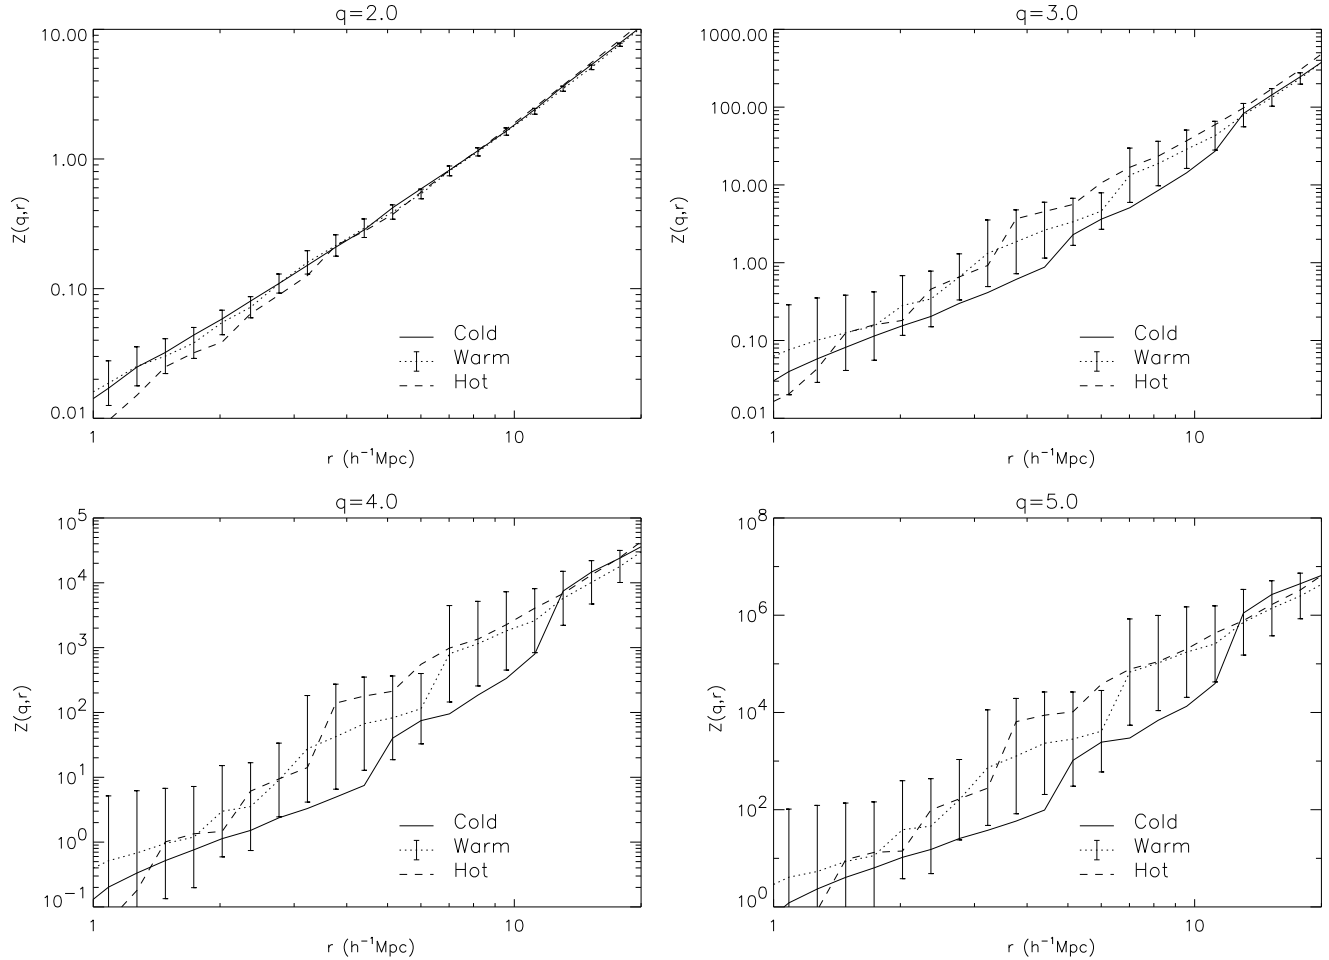 q=2.0
10.00
1.00
0.10
0.01
Z(q,r)
1
10
r (h⁻¹Mpc)
Cold
Warm
Hot
q=3.0
1000.00
100.00
10.00
1.00
0.10
0.01
Z(q,r)
1
10
r (h⁻¹Mpc)
Cold
Warm
Hot
q=4.0
10⁵
10⁴
10³
10²
10¹
10⁰
10⁻¹
Z(q,r)
1
10
r (h⁻¹Mpc)
Cold
Warm
Hot
q=5.0
10⁸
10⁶
10⁴
10²
10⁰
Z(q,r)
1
10
r (h⁻¹Mpc)
Cold
Warm
Hot